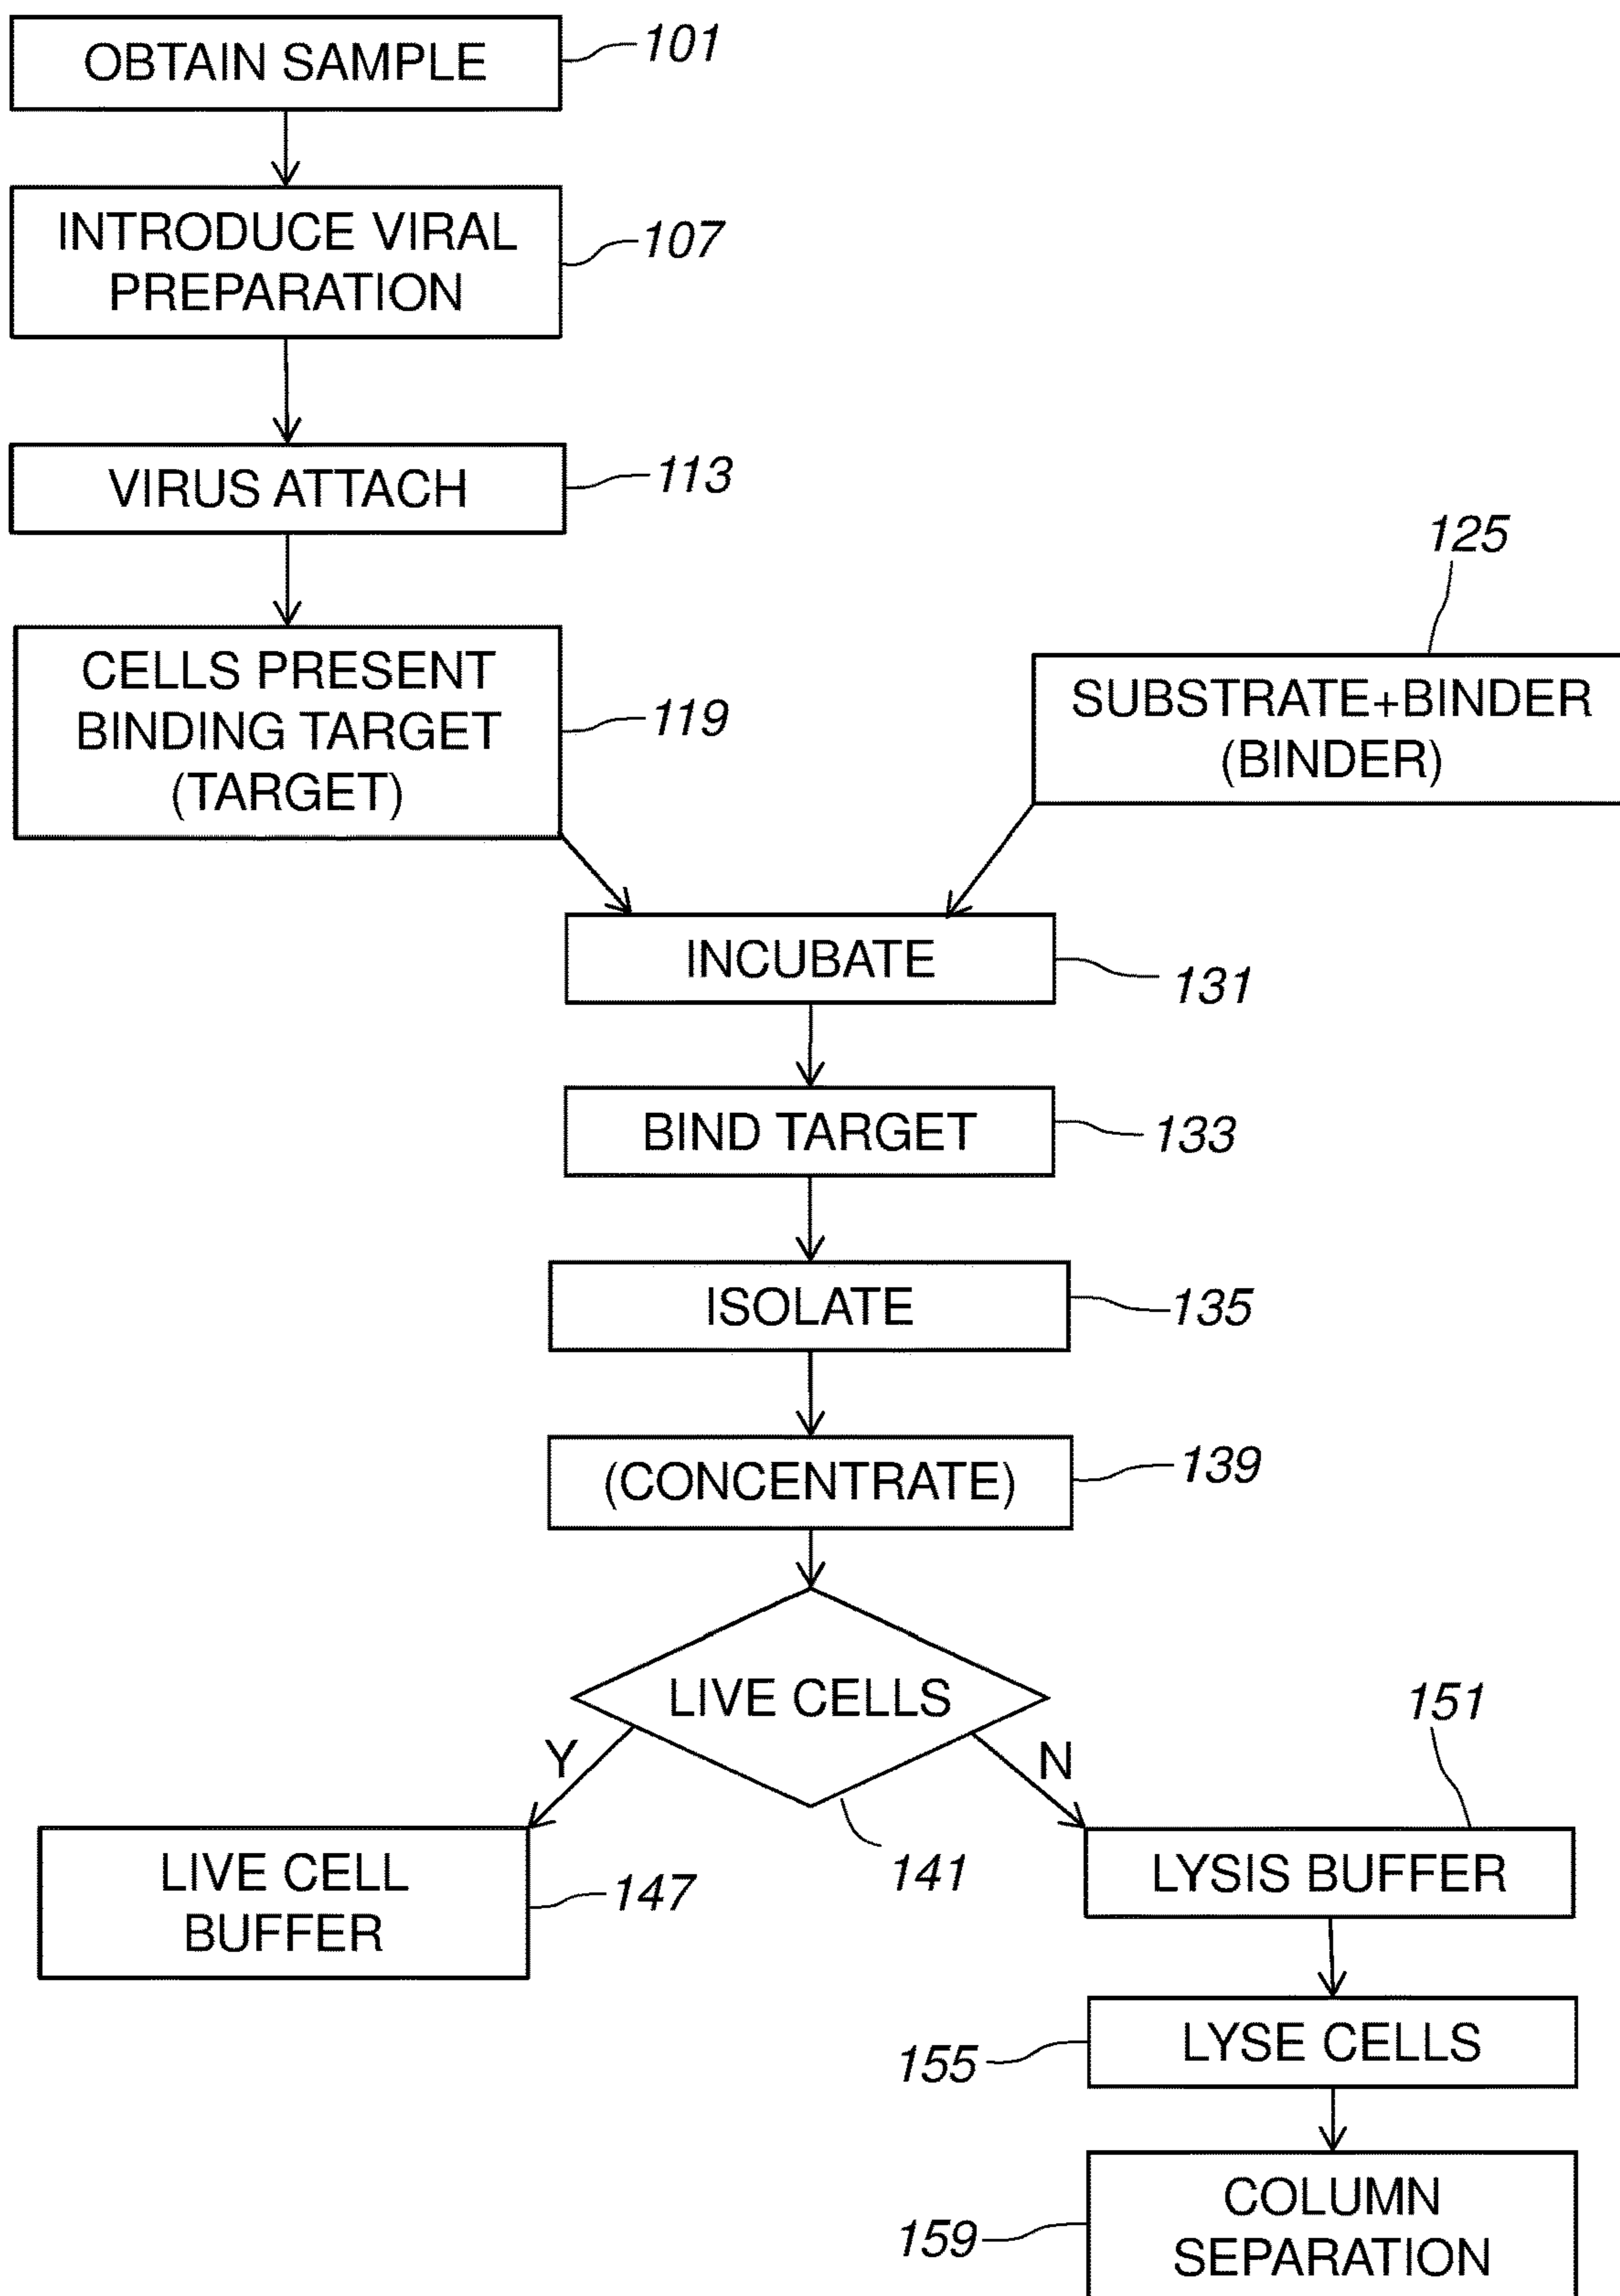 OBTAIN SAMPLE
101
INTRODUCE VIRAL
PREPARATION
107
VIRUS ATTACH
113
CELLS PRESENT
BINDING TARGET
(TARGET)
119
125
SUBSTRATE+BINDER
(BINDER)
INCUBATE
131
BIND TARGET
133
ISOLATE
135
(CONCENTRATE)
139
LIVE CELLS
141
Y
N
LIVE CELL
BUFFER
147
151
LYSIS BUFFER
LYSE CELLS
155
COLUMN
SEPARATION
159